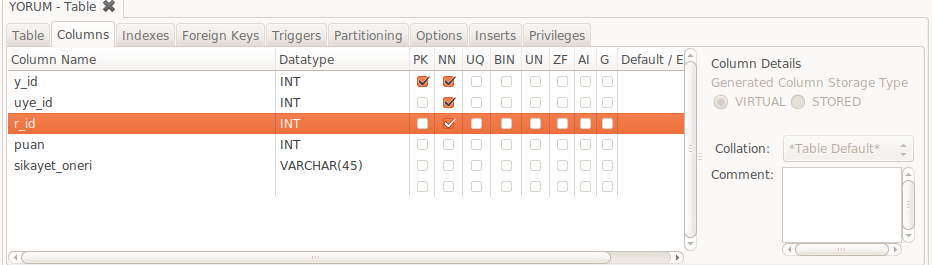 YORUM - Table ✖
Table Columns Indexes Foreign Keys Triggers Partitioning Options Inserts Privileges
Column Name Datatype PK NN UQ BIN UN ZF AI G Default / E
y_id INT
uye_id INT
r_id INT
puan INT
sikayet_oneri VARCHAR(45)
Column Details
Generated Column Storage Type
VIRTUAL STORED
Collation: *Table Default*
Comment: